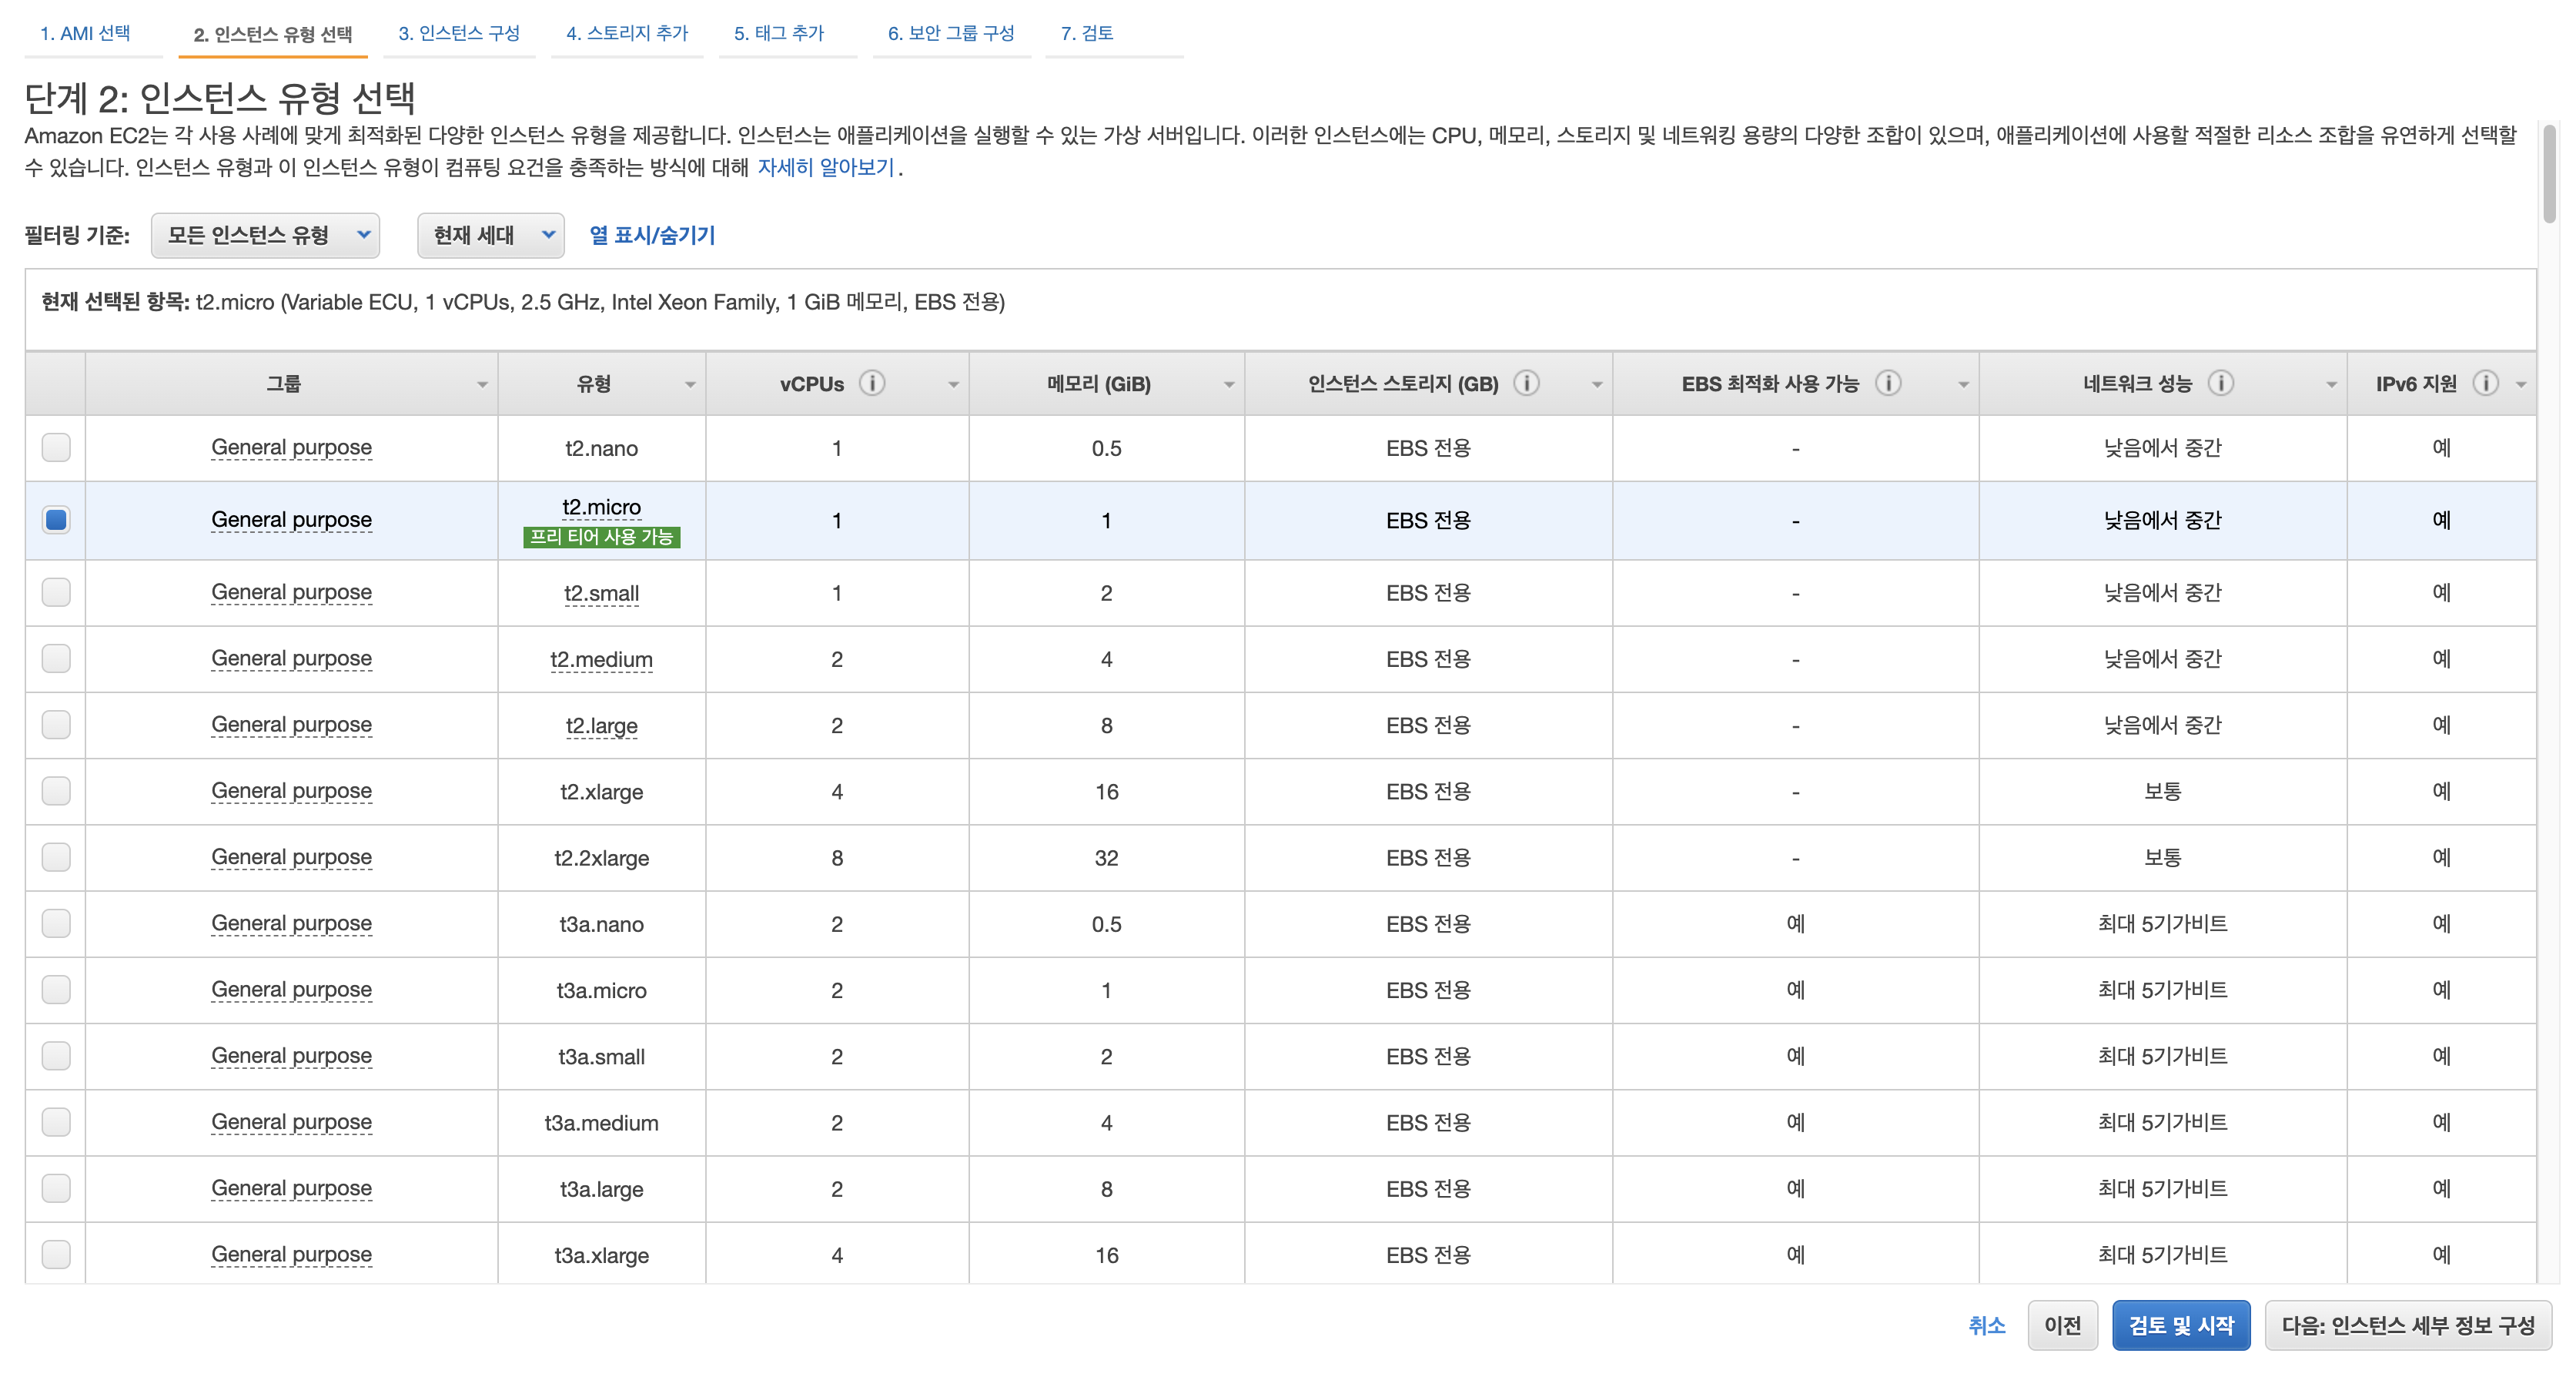 1. AMI 선택 2. 인스턴스 유형 선택 3. 인스턴스 구성 4. 스토리지 추가 5. 태그 추가 6. 보안 그룹 구성 7. 검토
단계 2: 인스턴스 유형 선택
Amazon EC2는 각 사용 사례에 맞게 최적화된 다양한 인스턴스 유형을 제공합니다. 인스턴스는 애플리케이션을 실행할 수 있는 가상 서버입니다. 이러한 인스턴스에는 CPU, 메모리, 스토리지 및 네트워킹 용량의 다양한 조합이 있으며, 애플리케이션에 사용할 적절한 리소스 조합을 유연하게 선택할
수 있습니다. 인스턴스 유형과 이 인스턴스 유형이 컴퓨팅 요건을 충족하는 방식에 대해 자세히 알아보기.
필터링 기준: 모든 인스턴스 유형 현재 세대 열 표시/숨기기
현재 선택된 항목: t2.micro (Variable ECU, 1 vCPUs, 2.5 GHz, Intel Xeon Family, 1 GiB 메모리, EBS 전용)
그룹 유형 vCPUs i 메모리 (GiB) 인스턴스 스토리지 (GB) i EBS 최적화 사용 가능 i 네트워크 성능 i IPv6 지원 i
General purpose t2.nano 1 0.5 EBS 전용 - 낮음에서 중간 예
General purpose t2.micro 1 1 EBS 전용 - 낮음에서 중간 예
프리 티어 사용 가능
General purpose t2.small 1 2 EBS 전용 - 낮음에서 중간 예
General purpose t2.medium 2 4 EBS 전용 - 낮음에서 중간 예
General purpose t2.large 2 8 EBS 전용 - 낮음에서 중간 예
General purpose t2.xlarge 4 16 EBS 전용 - 보통 예
General purpose t2.2xlarge 8 32 EBS 전용 - 보통 예
General purpose t3a.nano 2 0.5 EBS 전용 예 최대 5기가비트 예
General purpose t3a.micro 2 1 EBS 전용 예 최대 5기가비트 예
General purpose t3a.small 2 2 EBS 전용 예 최대 5기가비트 예
General purpose t3a.medium 2 4 EBS 전용 예 최대 5기가비트 예
General purpose t3a.large 2 8 EBS 전용 예 최대 5기가비트 예
General purpose t3a.xlarge 4 16 EBS 전용 예 최대 5기가비트 예
취소 이전 검토 및 시작 다음: 인스턴스 세부 정보 구성